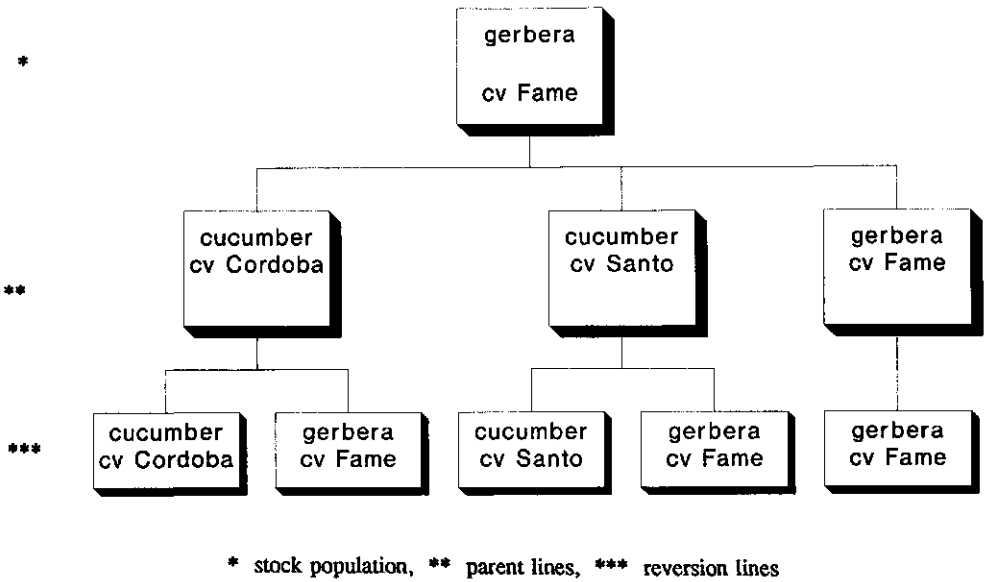 *
gerbera
cv Fame
**
cucumber
cv Cordoba
cucumber
cv Santo
gerbera
cv Fame
***
cucumber
cv Cordoba
gerbera
cv Fame
cucumber
cv Santo
gerbera
cv Fame
gerbera
cv Fame
* stock population, ** parent lines, *** reversion lines